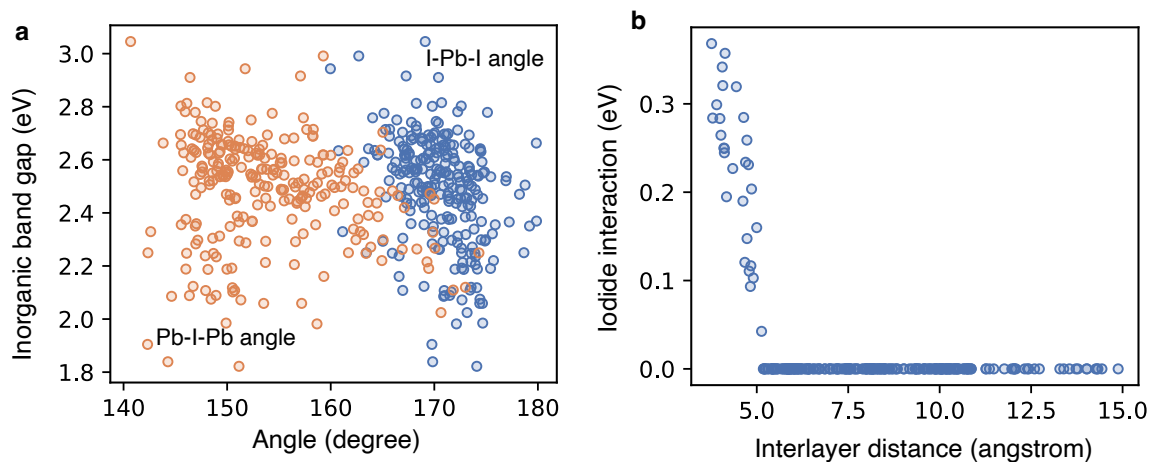 a
Inorganic band gap (eV)
3.0
2.8
2.6
2.4
2.2
2.0
1.8
I-Pb-I angle
Pb-I-Pb angle
140
150
160
170
180
Angle (degree)
b
Iodide interaction (eV)
0.3
0.2
0.1
0.0
5.0
7.5
10.0
12.5
15.0
Interlayer distance (angstrom)